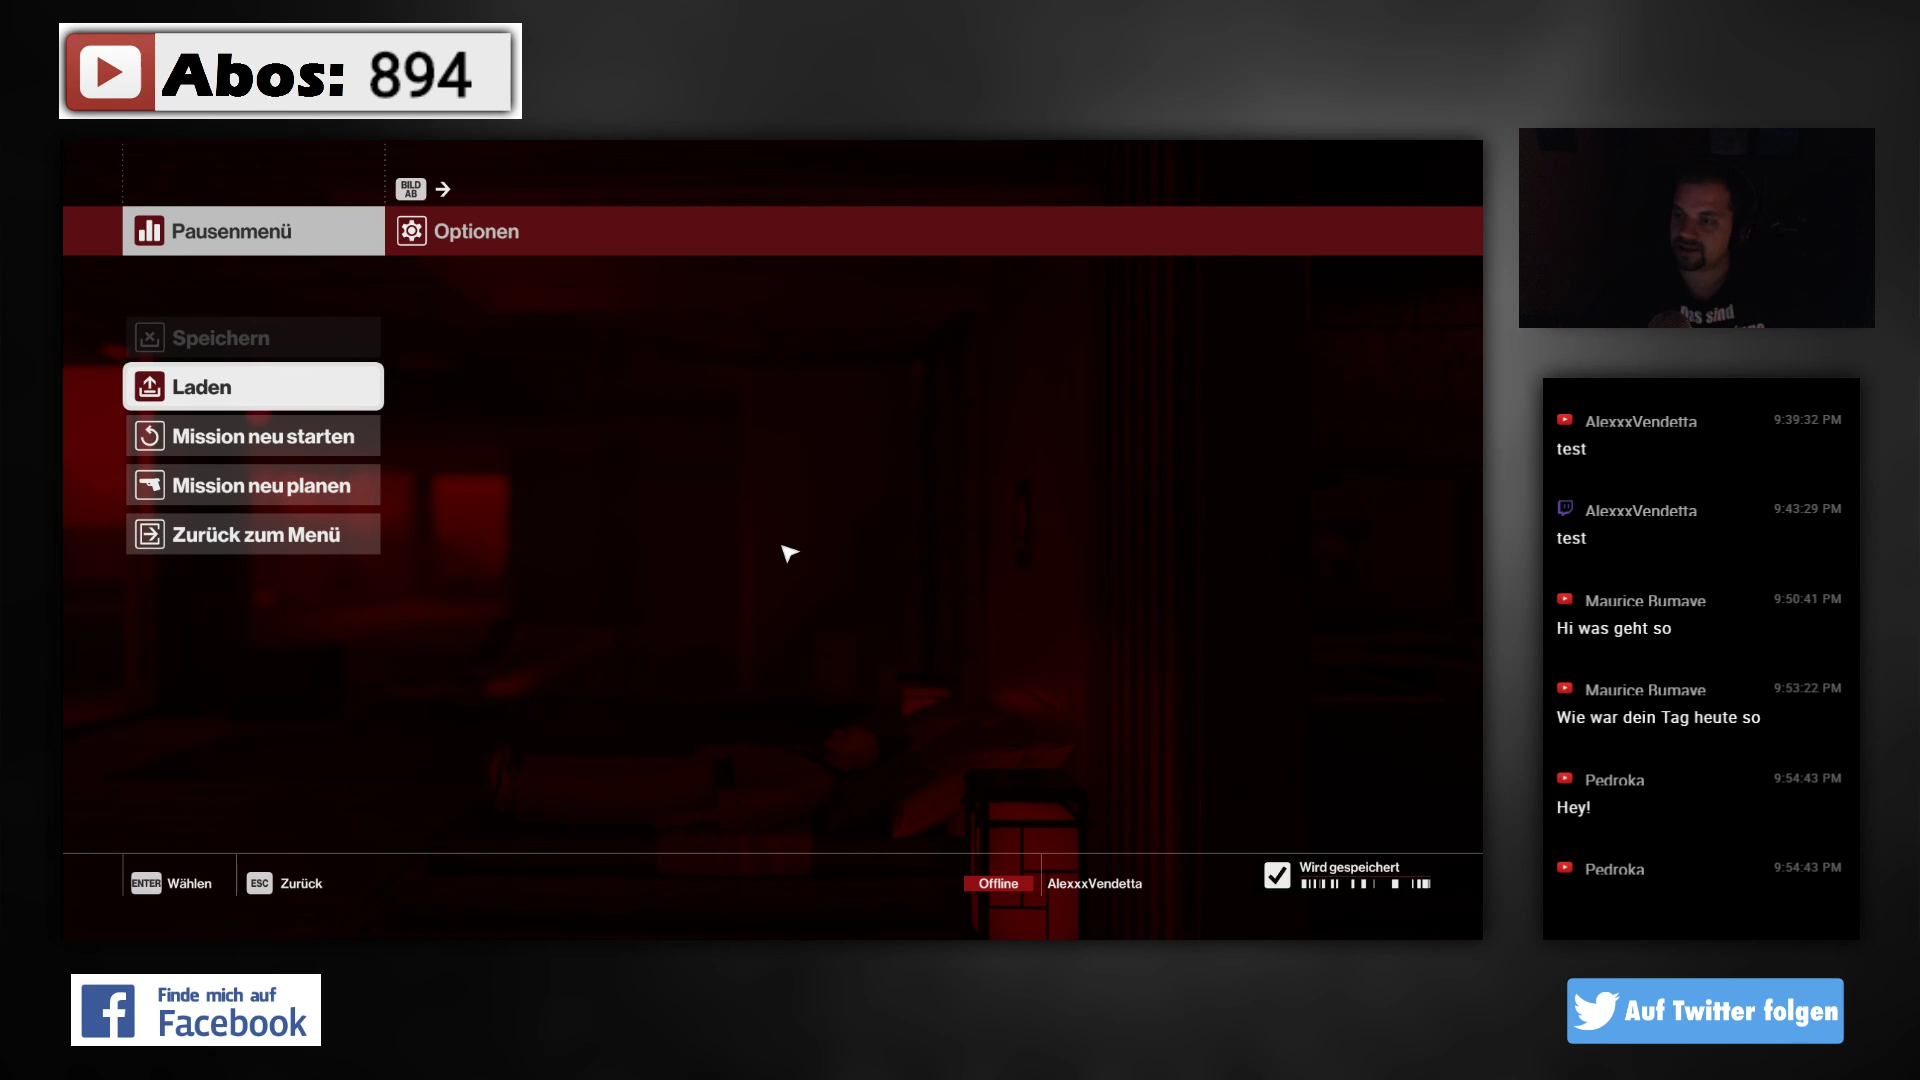 Abos: 894
BILD AB
Pausenmenü
Optionen
Speichern
Laden
Mission neu starten
Mission neu planen
Zurück zum Menü
ENTER Wählen
ESC Zurück
Offline
AlexxxVendetta
Wird gespeichert
Das sind
AlexxxVendetta 9:39:32 PM
test
AlexxxVendetta 9:43:29 PM
test
Maurice Bumaye 9:50:41 PM
Hi was geht so
Maurice Bumaye 9:53:22 PM
Wie war dein Tag heute so
Pedroka 9:54:43 PM
Hey!
Pedroka 9:54:43 PM
Finde mich auf
Facebook
Auf Twitter folgen